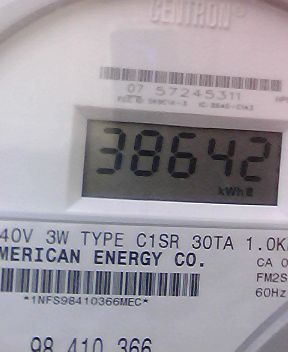 CENTRON®
07 57245311
38642
kWh
40V 3W TYPE C1SR 30TA 1.0K
MERICAN ENERGY CO.
CA 0
FM2S
60Hz
*1NFS98410366MEC*
98 410 366